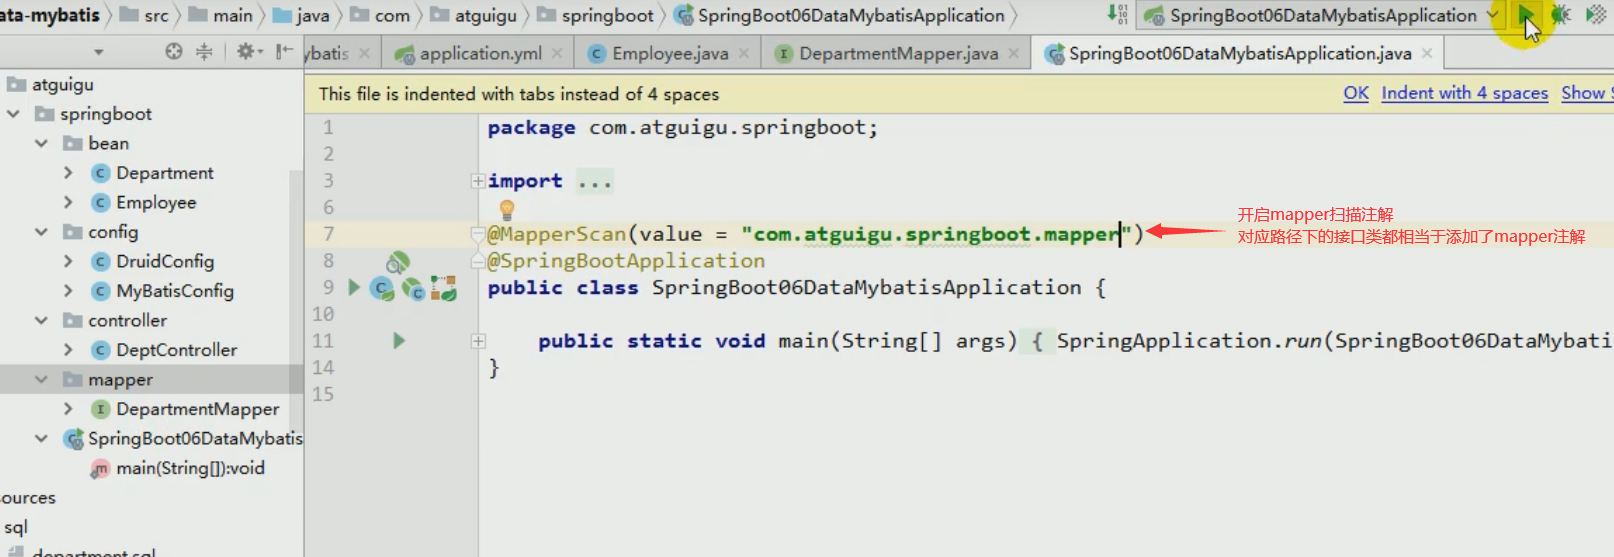 ata-mybatis src main java com atguigu springboot SpringBoot06DataMybatisApplication SpringBoot06DataMybatisApplication
ybatis application.yml Employee.java DepartmentMapper.java SpringBoot06DataMybatisApplication.java
This file is indented with tabs instead of 4 spaces OK Indent with 4 spaces Show
atguigu
springboot
bean
Department
Employee
config
DruidConfig
MyBatisConfig
controller
DeptController
mapper
DepartmentMapper
SpringBoot06DataMybatis
main(String[]):void
ources
sql
department.sql
1 package com.atguigu.springboot;
2
3 import ...
6
7 @MapperScan(value = "com.atguigu.springboot.mapper")
8 @SpringBootApplication
9 public class SpringBoot06DataMybatisApplication {
10
11 public static void main(String[] args) { SpringApplication.run(SpringBoot06DataMybati
14 }
15
开启mapper扫描注解
对应路径下的接口类都相当于添加了mapper注解